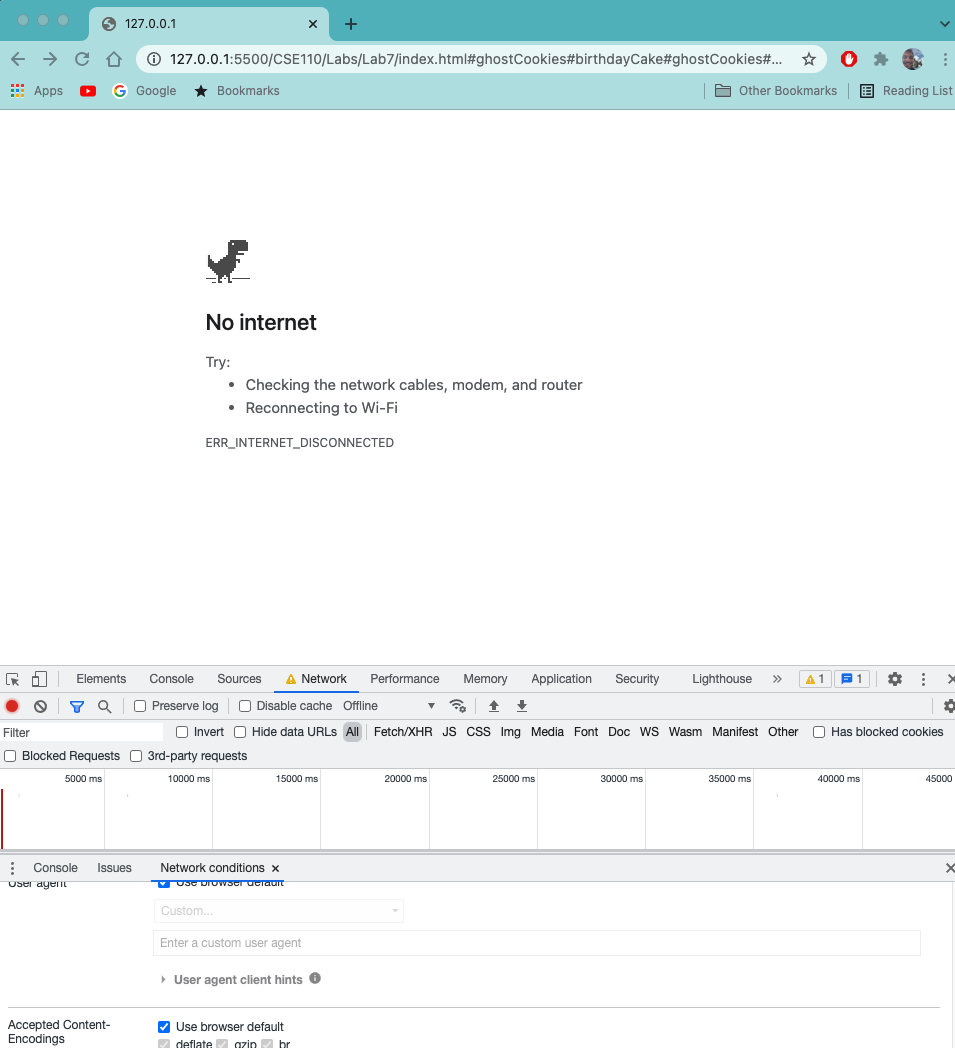 127.0.0.1
127.0.0.1:5500/CSE110/Labs/Lab7/index.html#ghostCookies#birthdayCake#ghostCookies#...
Apps Google Bookmarks Other Bookmarks Reading List
No internet
Try:
• Checking the network cables, modem, and router
• Reconnecting to Wi-Fi
ERR_INTERNET_DISCONNECTED
Elements Console Sources Network Performance Memory Application Security Lighthouse » 1 1
Preserve log Disable cache Offline
Filter Invert Hide data URLs All Fetch/XHR JS CSS Img Media Font Doc WS Wasm Manifest Other Has blocked cookies
Blocked Requests 3rd-party requests
5000 ms 10000 ms 15000 ms 20000 ms 25000 ms 30000 ms 35000 ms 40000 ms 45000
Console Issues Network conditions
User agent Use browser default
Custom...
Enter a custom user agent
User agent client hints
Accepted Content-Encodings Use browser default
deflate gzip br